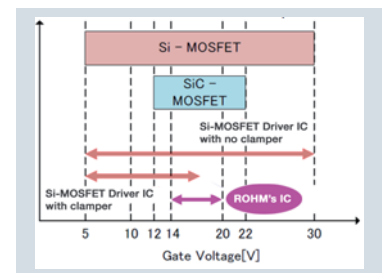 Si - MOSFET
SiC -
MOSFET
Si-MOSFET Driver IC
with no clamper
Si-MOSFET Driver IC
with clamper
ROHM's IC
5 10 12 14 20 22 30
Gate Voltage[V]